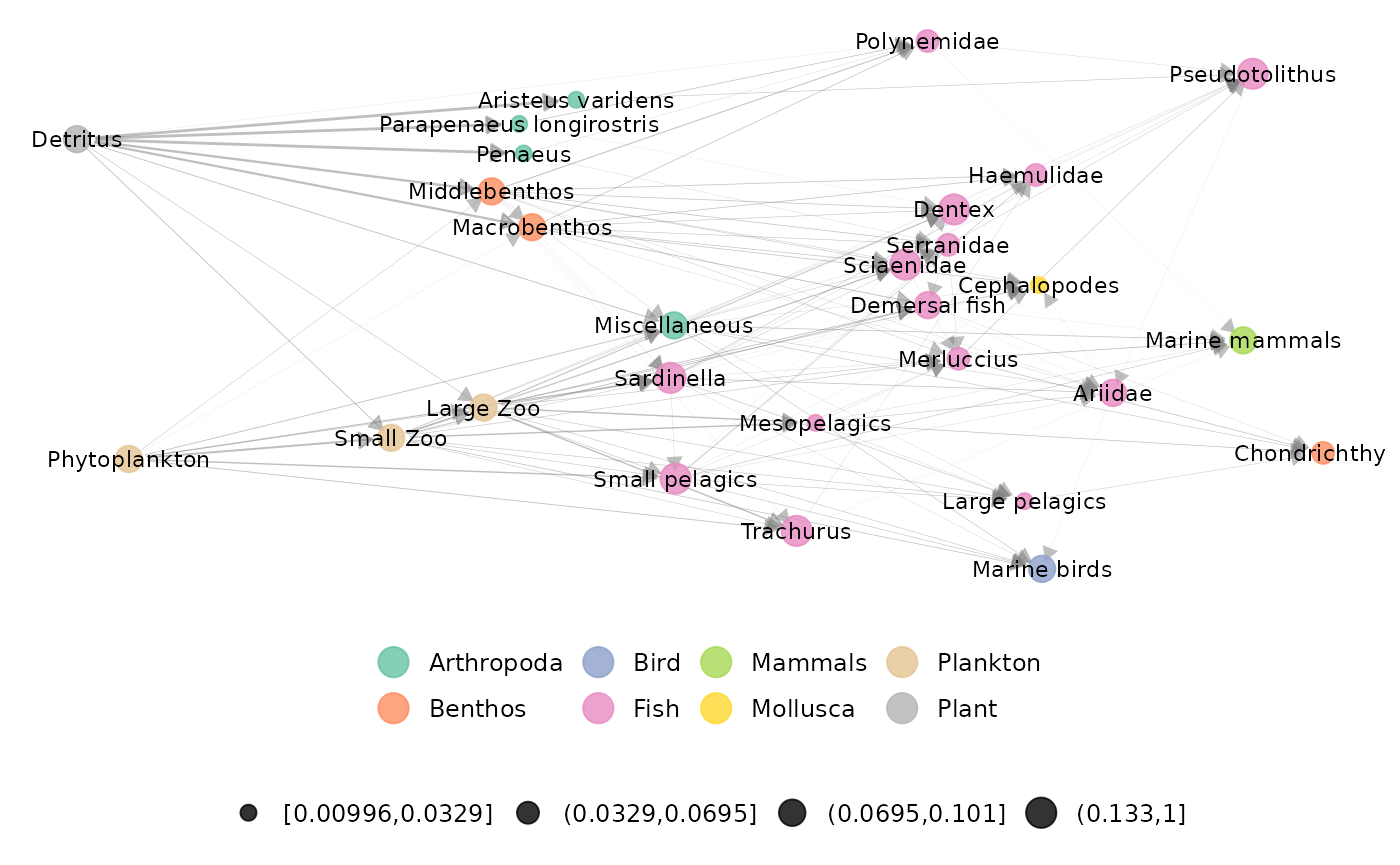 Polynemidae
Pseudotolithus
Aristeus varidens
Parapenaeus longirostris
Detritus
Penaeus
Haemulidae
Middlebenthos
Dentex
Macrobenthos
Serranidae
Sciaenidae
Cephalopodes
Demersal fish
Miscellaneous
Marine mammals
Merluccius
Sardinella
Ariidae
Large Zoo
Mesopelagics
Small Zoo
Chondrichthy
Phytoplankton
Small pelagics
Large pelagics
Trachurus
Marine birds
Arthropoda Bird Mammals Plankton
Benthos Fish Mollusca Plant
[0.00996,0.0329] (0.0329,0.0695] (0.0695,0.101] (0.133,1]